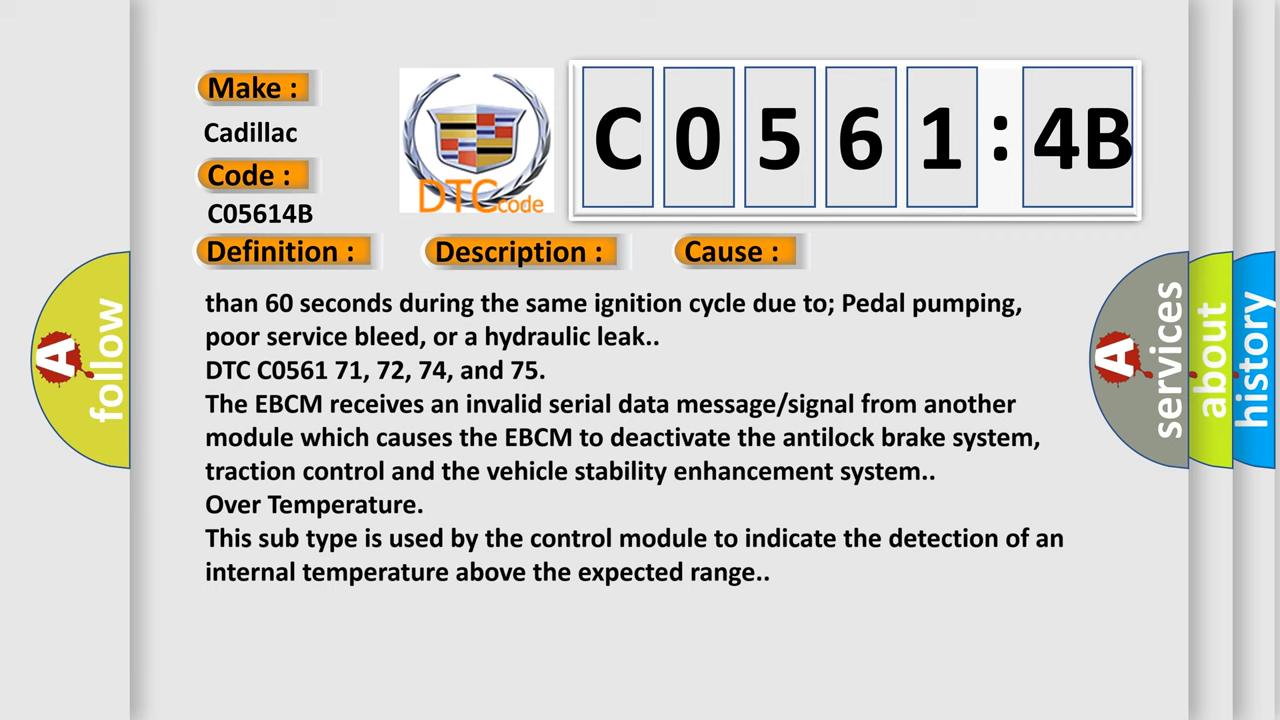 Make :
Cadillac
Code :
C05614B
DTC code
C0561:4B
Definition :
Description :
Cause :
than 60 seconds during the same ignition cycle due to; Pedal pumping,
poor service bleed, or a hydraulic leak..
DTC C0561 71, 72, 74, and 75.
The EBCM receives an invalid serial data message/signal from another
module which causes the EBCM to deactivate the antilock brake system,
traction control and the vehicle stability enhancement system..
Over Temperature.
This sub type is used by the control module to indicate the detection of an
internal temperature above the expected range..
A follow
A services
about
history